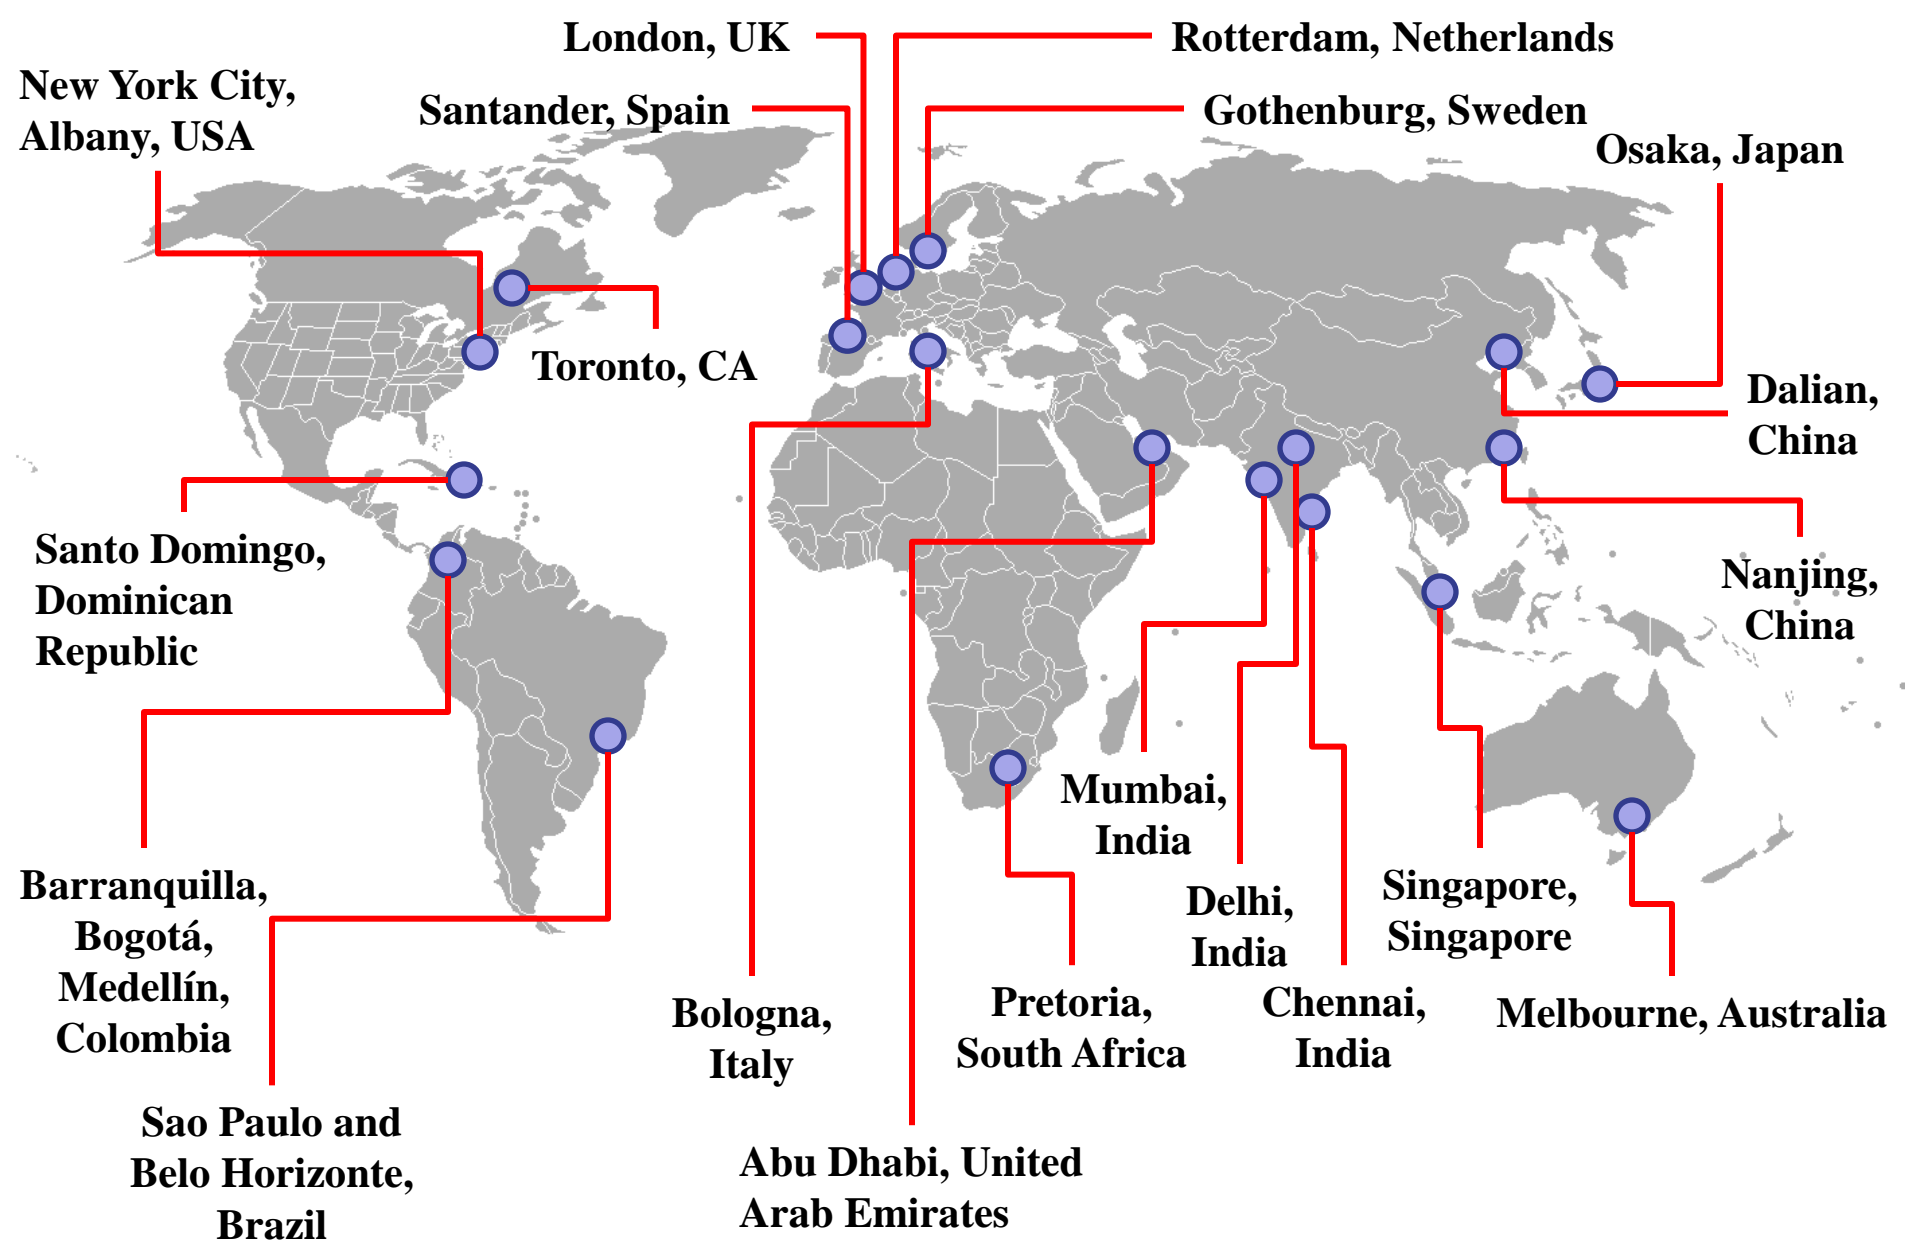 London, UK
Rotterdam, Netherlands
New York City,
Albany, USA
Santander, Spain
Gothenburg, Sweden
Osaka, Japan
Toronto, CA
Dalian,
China
Santo Domingo,
Dominican
Republic
Nanjing,
China
Mumbai,
India
Barranquilla,
Bogotá,
Medellín,
Colombia
Delhi,
India
Singapore,
Singapore
Bologna,
Italy
Pretoria,
South Africa
Chennai,
India
Melbourne, Australia
Sao Paulo and
Belo Horizonte,
Brazil
Abu Dhabi, United
Arab Emirates